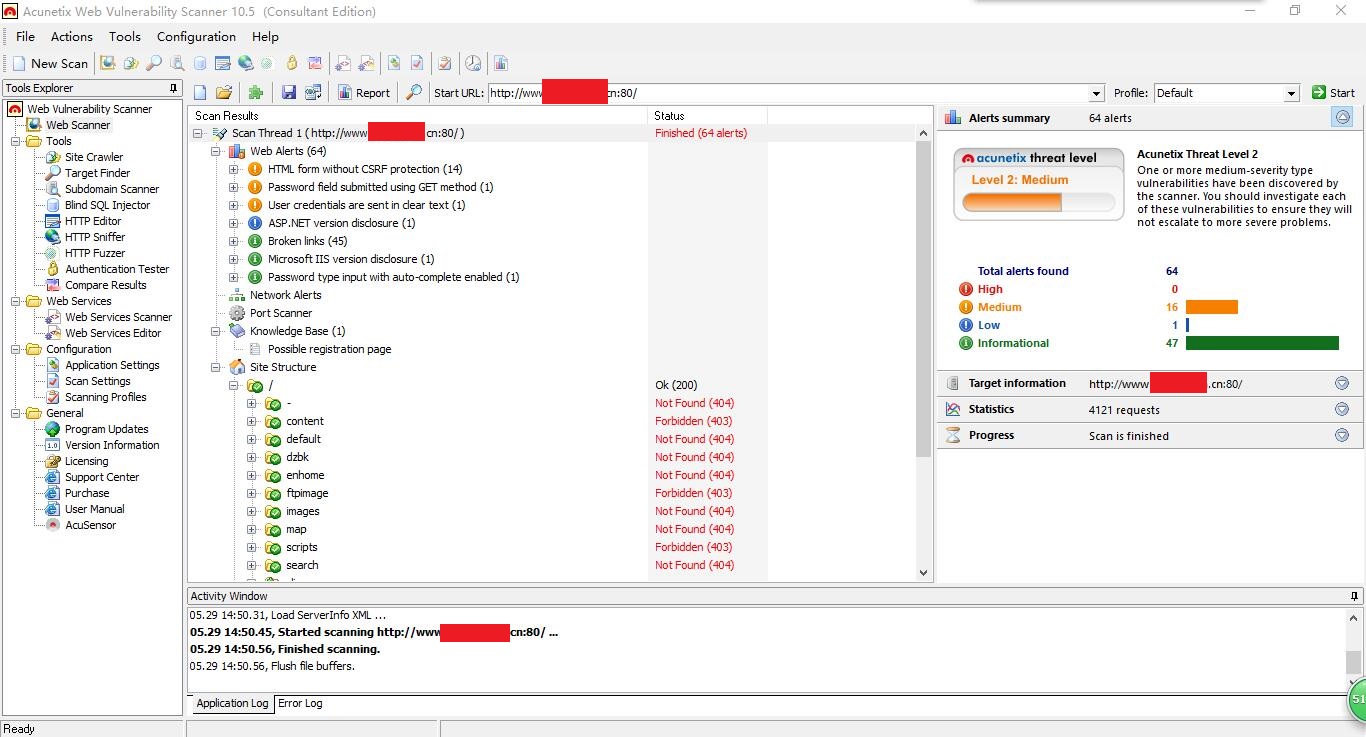 Acunetix Web Vulnerability Scanner 10.5 (Consultant Edition)
File Actions Tools Configuration Help
New Scan
Tools Explorer
Report Start URL: http://www cn:80/ Profile: Default Start
Web Vulnerability Scanner
Web Scanner
Tools
Site Crawler
Target Finder
Subdomain Scanner
Blind SQL Injector
HTTP Editor
HTTP Sniffer
HTTP Fuzzer
Authentication Tester
Compare Results
Web Services
Web Services Scanner
Web Services Editor
Configuration
Application Settings
Scan Settings
Scanning Profiles
General
Program Updates
1.0 Version Information
Licensing
Support Center
Purchase
User Manual
AcuSensor
Scan Results Status
Scan Thread 1 ( http://www cn:80/ ) Finished (64 alerts)
Web Alerts (64)
HTML form without CSRF protection (14)
Password field submitted using GET method (1)
User credentials are sent in clear text (1)
ASP.NET version disclosure (1)
Broken links (45)
Microsoft IIS version disclosure (1)
Password type input with auto-complete enabled (1)
Network Alerts
Port Scanner
Knowledge Base (1)
Possible registration page
Site Structure
/ Ok (200)
- Not Found (404)
content Forbidden (403)
default Not Found (404)
dzbk Not Found (404)
enhome Not Found (404)
ftpimage Forbidden (403)
images Not Found (404)
map Not Found (404)
scripts Forbidden (403)
search Not Found (404)
Alerts summary 64 alerts
acunetix threat level
Level 2: Medium
Acunetix Threat Level 2
One or more medium-severity type
vulnerabilities have been discovered by
the scanner. You should investigate each
of these vulnerabilities to ensure they will
not escalate to more severe problems.
Total alerts found 64
High 0
Medium 16
Low 1
Informational 47
Target information http://www .cn:80/
Statistics 4121 requests
Progress Scan is finished
Activity Window
05.29 14:50.31, Load ServerInfo XML ...
05.29 14:50.45, Started scanning http://www cn:80/ ...
05.29 14:50.56, Finished scanning.
05.29 14:50.56, Flush file buffers.
Application Log Error Log
51
Ready